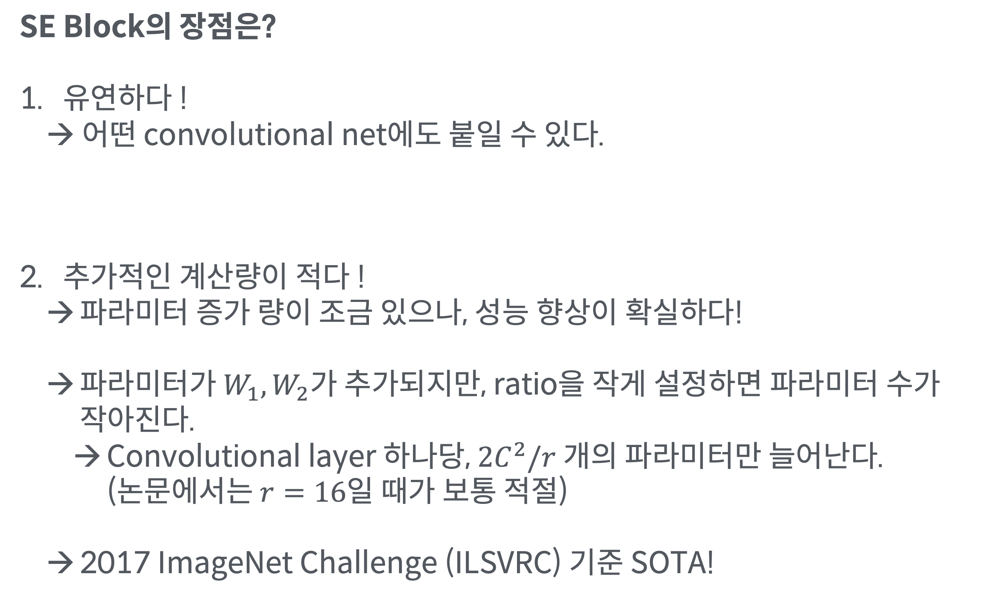 SE Block의 장점은?
1. 유연하다 !
→ 어떤 convolutional net에도 붙일 수 있다.
2. 추가적인 계산량이 적다 !
→ 파라미터 증가 량이 조금 있으나, 성능 향상이 확실하다!
→ 파라미터가 W₁, W₂가 추가되지만, ratio을 작게 설명하면 파라미터 수가
작아진다.
→ Convolutional layer 하나당, 2C²/r 개의 파라미터만 늘어난다.
(논문에서는 r = 16일 때가 보통 적절)
→ 2017 ImageNet Challenge (ILSVRC) 기준 SOTA!